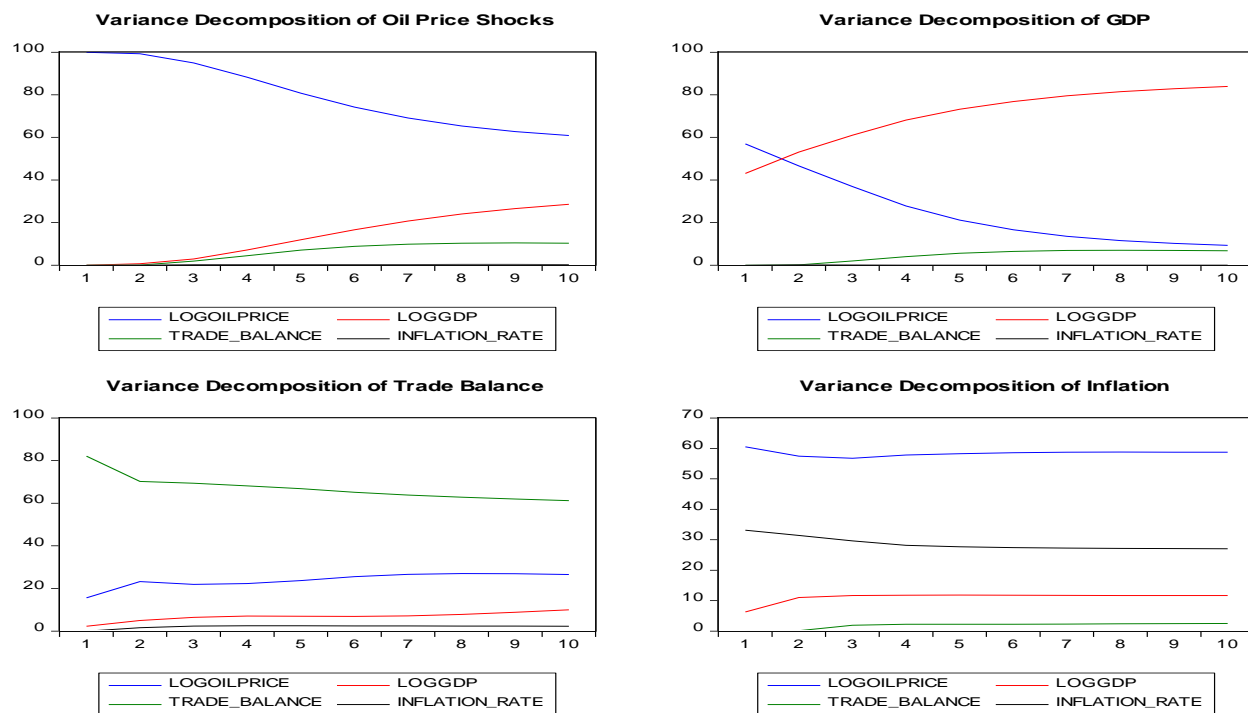 Variance Decomposition of Oil Price Shocks
100
80
60
40
20
0
1 2 3 4 5 6 7 8 9 10
LOGOILPRICE LOGGDP
TRADE_BALANCE INFLATION_RATE
Variance Decomposition of GDP
100
80
60
40
20
0
1 2 3 4 5 6 7 8 9 10
LOGOILPRICE LOGGDP
TRADE_BALANCE INFLATION_RATE
Variance Decomposition of Trade Balance
100
80
60
40
20
0
1 2 3 4 5 6 7 8 9 10
LOGOILPRICE LOGGDP
TRADE_BALANCE INFLATION_RATE
Variance Decomposition of Inflation
70
60
50
40
30
20
10
0
1 2 3 4 5 6 7 8 9 10
LOGOILPRICE LOGGDP
TRADE_BALANCE INFLATION_RATE